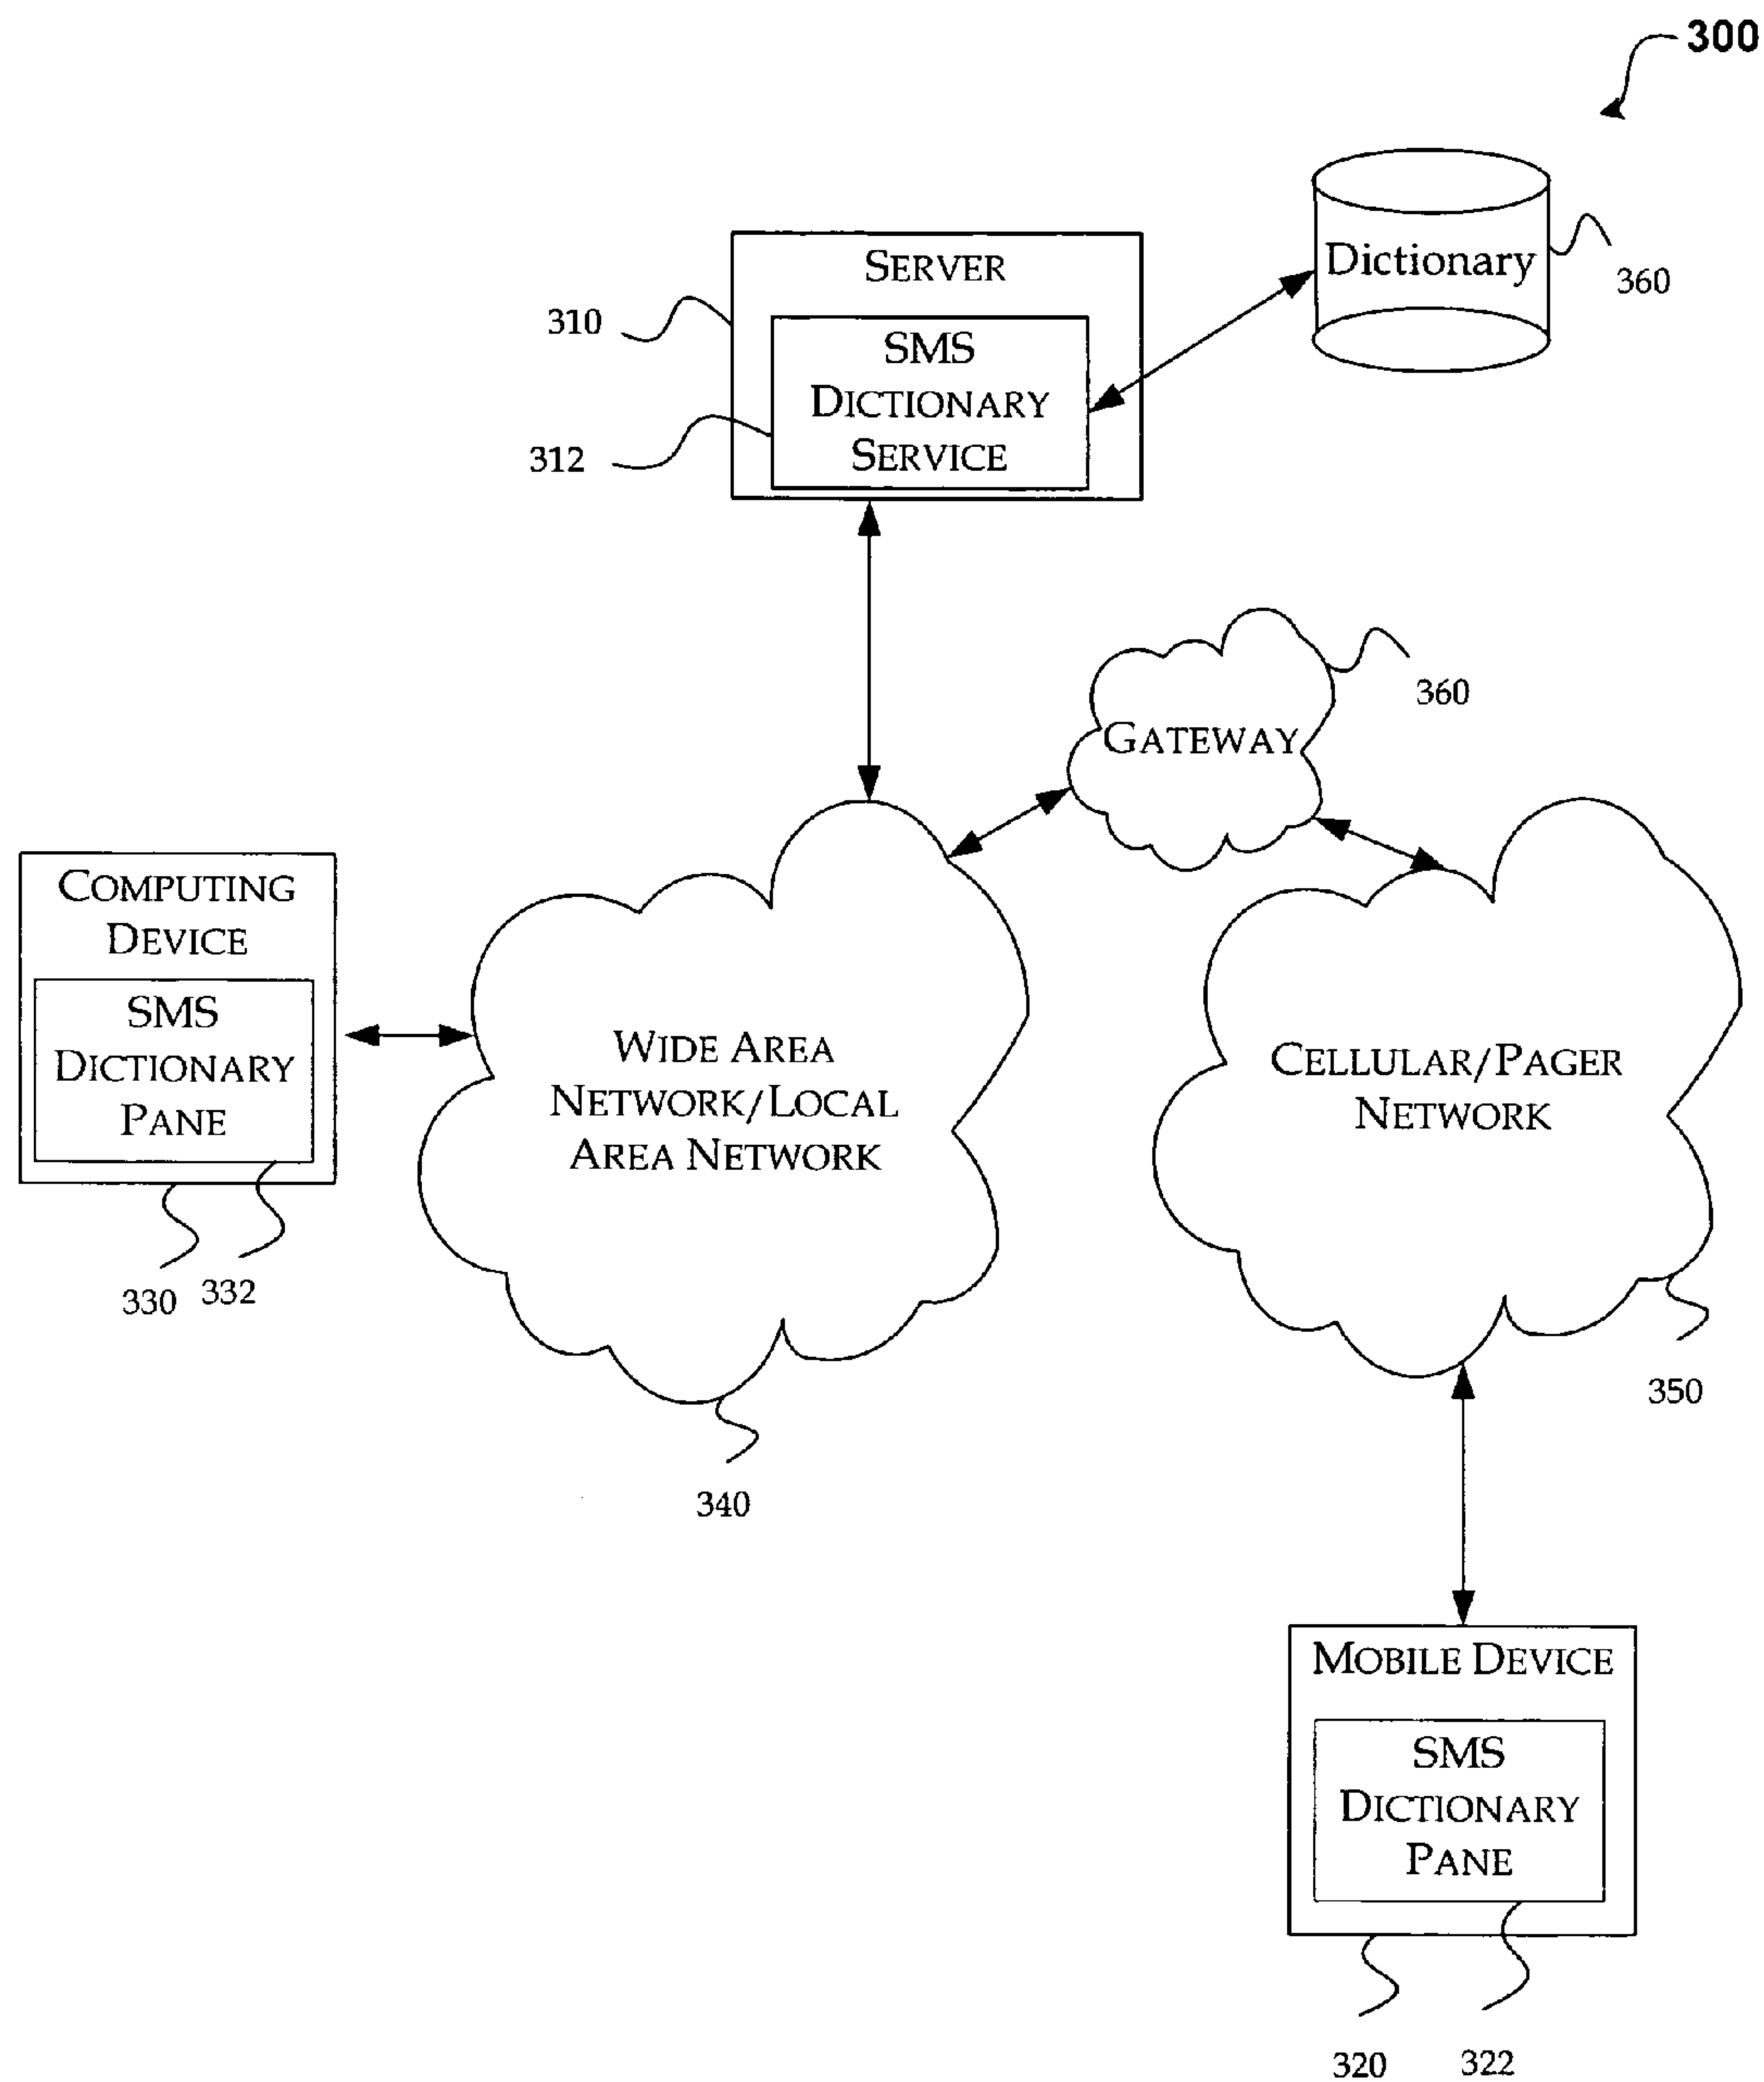 300
SERVER
SMS
DICTIONARY
SERVICE
310
312
Dictionary
360
GATEWAY
360
COMPUTING
DEVICE
SMS
DICTIONARY
PANE
330
332
WIDE AREA
NETWORK/LOCAL
AREA NETWORK
340
CELLULAR/PAGER
NETWORK
350
MOBILE DEVICE
SMS
DICTIONARY
PANE
320
322